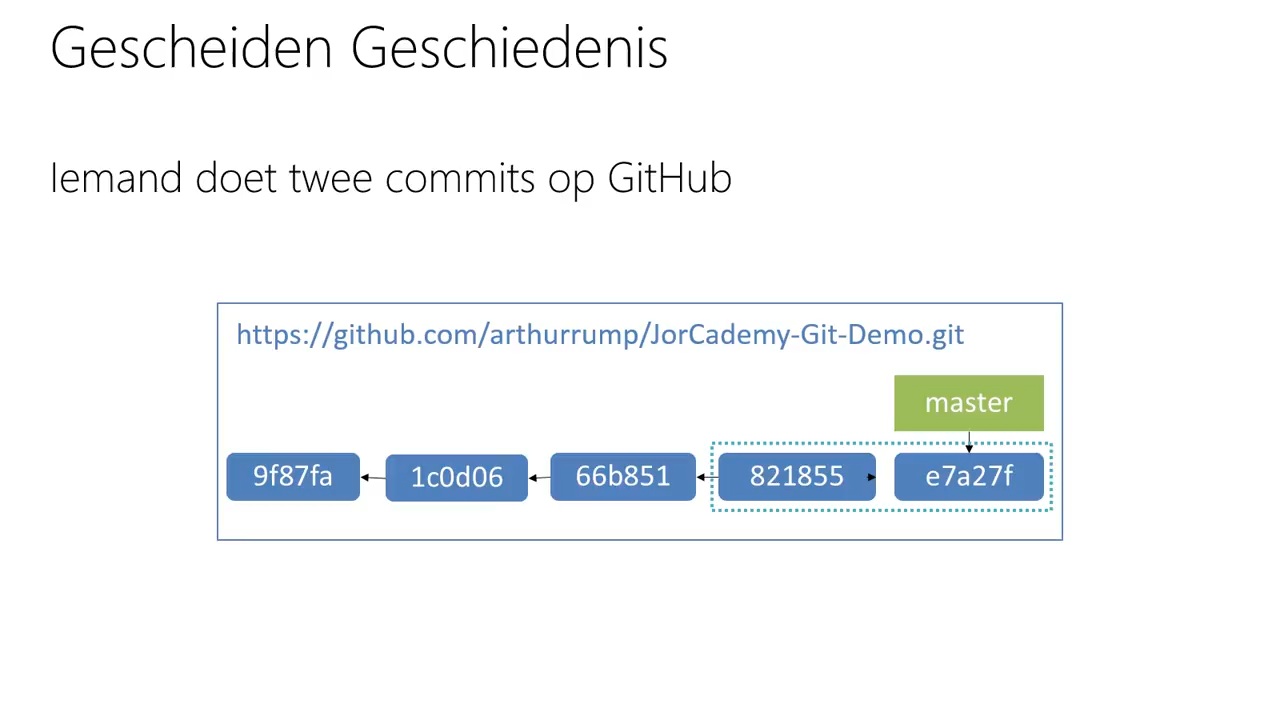 Gescheiden Geschiedenis
Iemand doet twee commits op GitHub
https://github.com/arthurrump/JorCademy-Git-Demo.git
master
9f87fa
1c0d06
66b851
821855
e7a27f